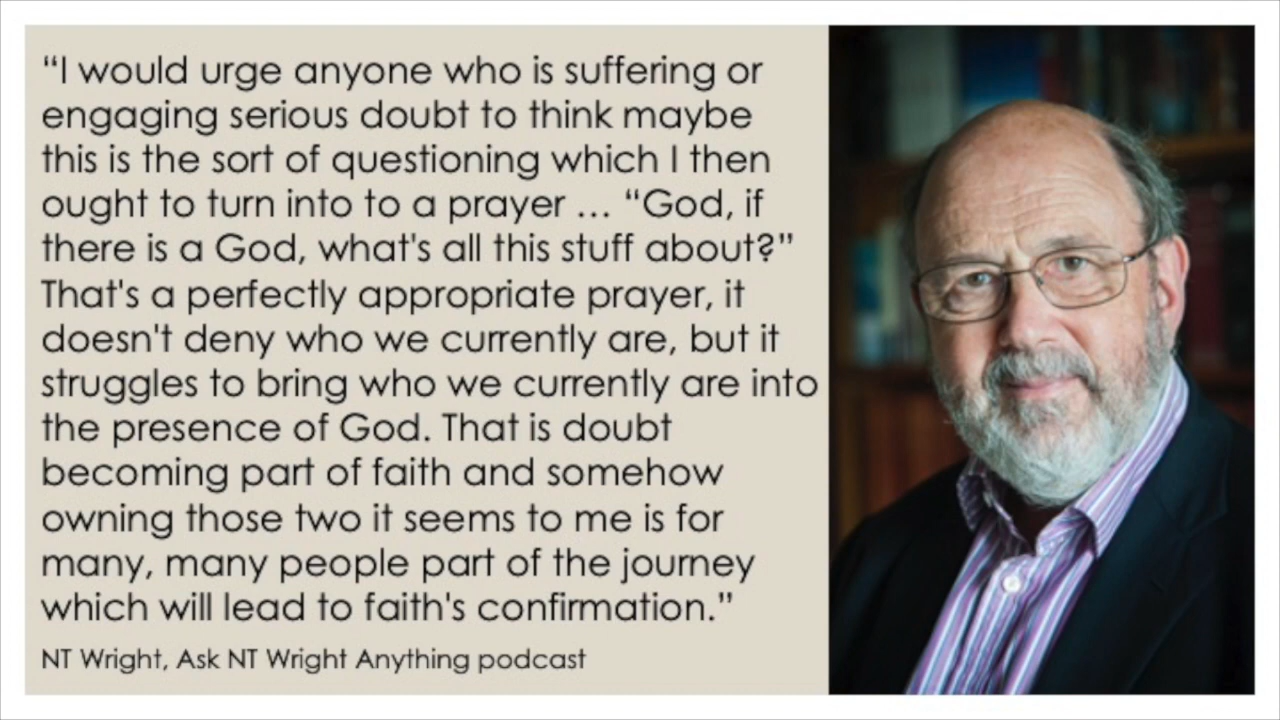 “I would urge anyone who is suffering or
engaging serious doubt to think maybe
this is the sort of questioning which I then
ought to turn into to a prayer ... “God, if
there is a God, what's all this stuff about?”
That's a perfectly appropriate prayer, it
doesn't deny who we currently are, but it
struggles to bring who we currently are into
the presence of God. That is doubt
becoming part of faith and somehow
owning those two it seems to me is for
many, many people part of the journey
which will lead to faith's confirmation.”
NT Wright, Ask NT Wright Anything podcast